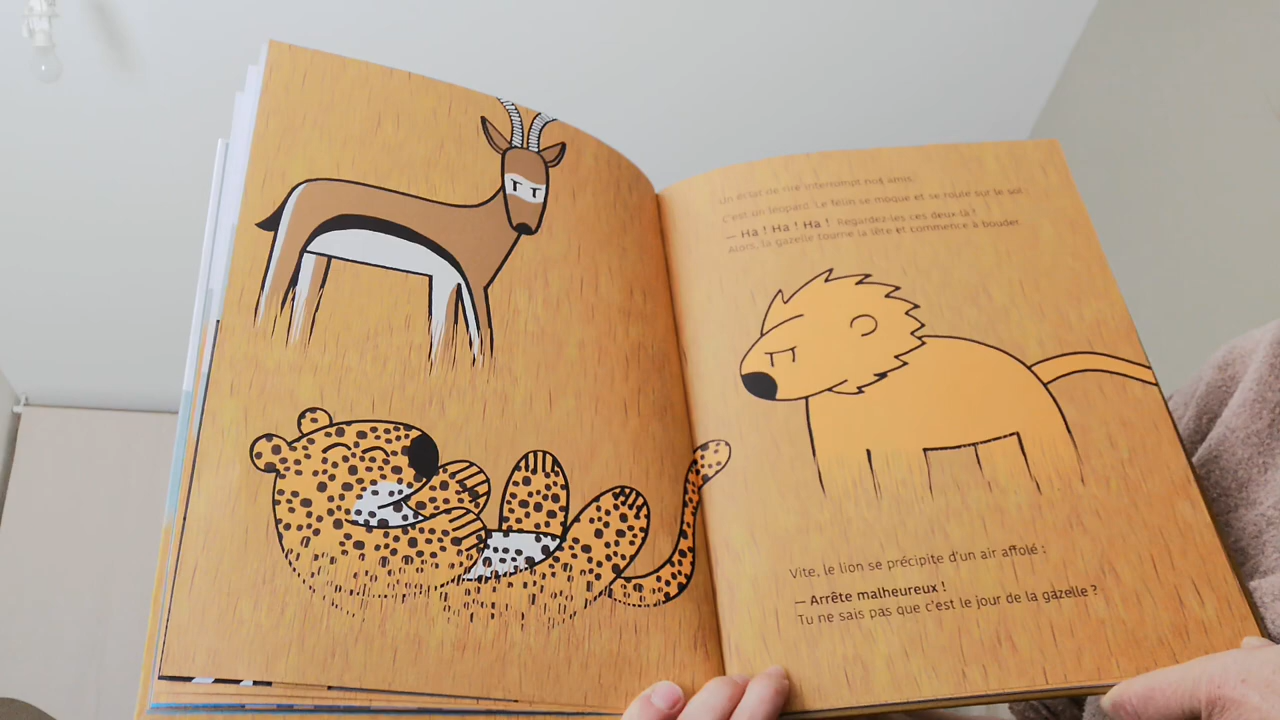 Un éclat de rire interrompt nos amis.
C'est un léopard. Le félin se moque et se roule sur le sol :
— Ha ! Ha ! Ha ! Regardez-les ces deux-là !
Alors, la gazelle tourne la tête et commence à bouder.
Vite, le lion se précipite d'un air affolé :
— Arrête malheureux !
Tu ne sais pas que c'est le jour de la gazelle ?